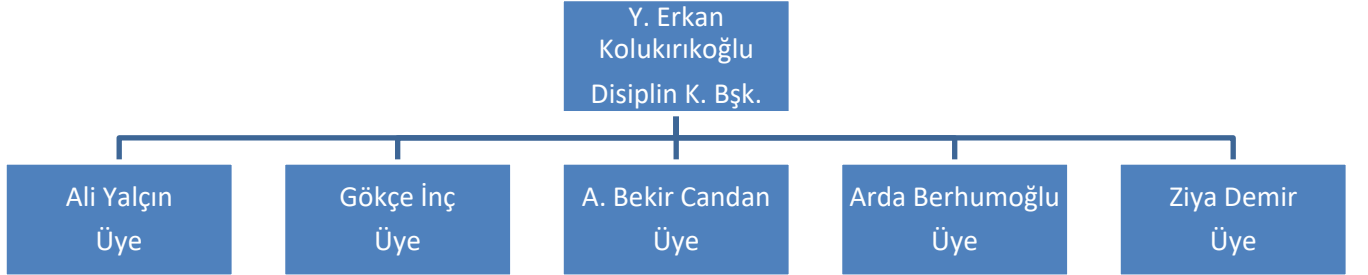 Y. Erkan
Kolukırıkoğlu
Disiplin K. Bşk.
Ali Yalçın
Üye
Gökçe İnç
Üye
A. Bekir Candan
Üye
Arda Berhumoğlu
Üye
Ziya Demir
Üye